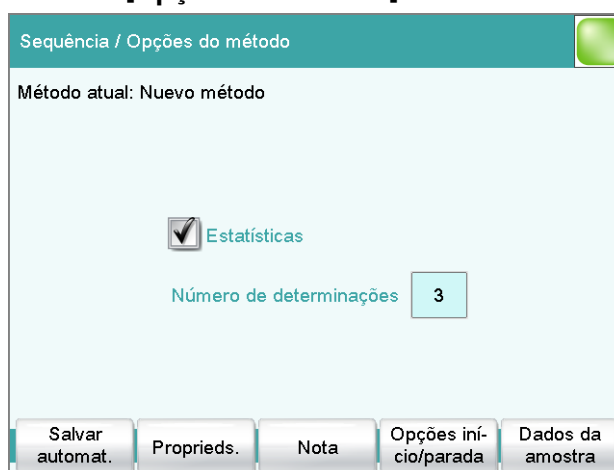 Sequência / Opções do método
Método atual: Nuevo método
Estatísticas
Número de determinações 3
Salvar
automat.
Proprieds.
Nota
Opções iní-
cio/parada
Dados da
amostra